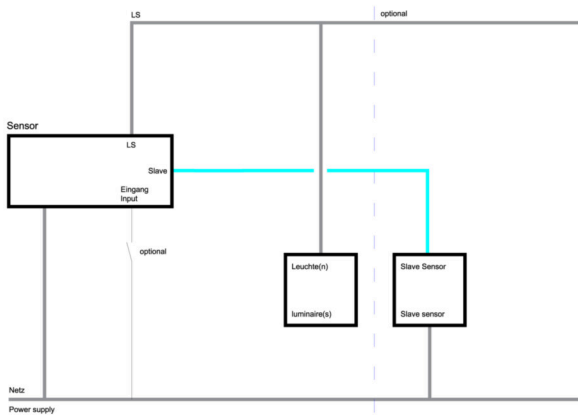 LS
optional
Sensor
LS
Slave
Eingang
Input
optional
Leuchte(n)
luminaire(s)
Slave Sensor
Slave sensor
Netz
Power supply